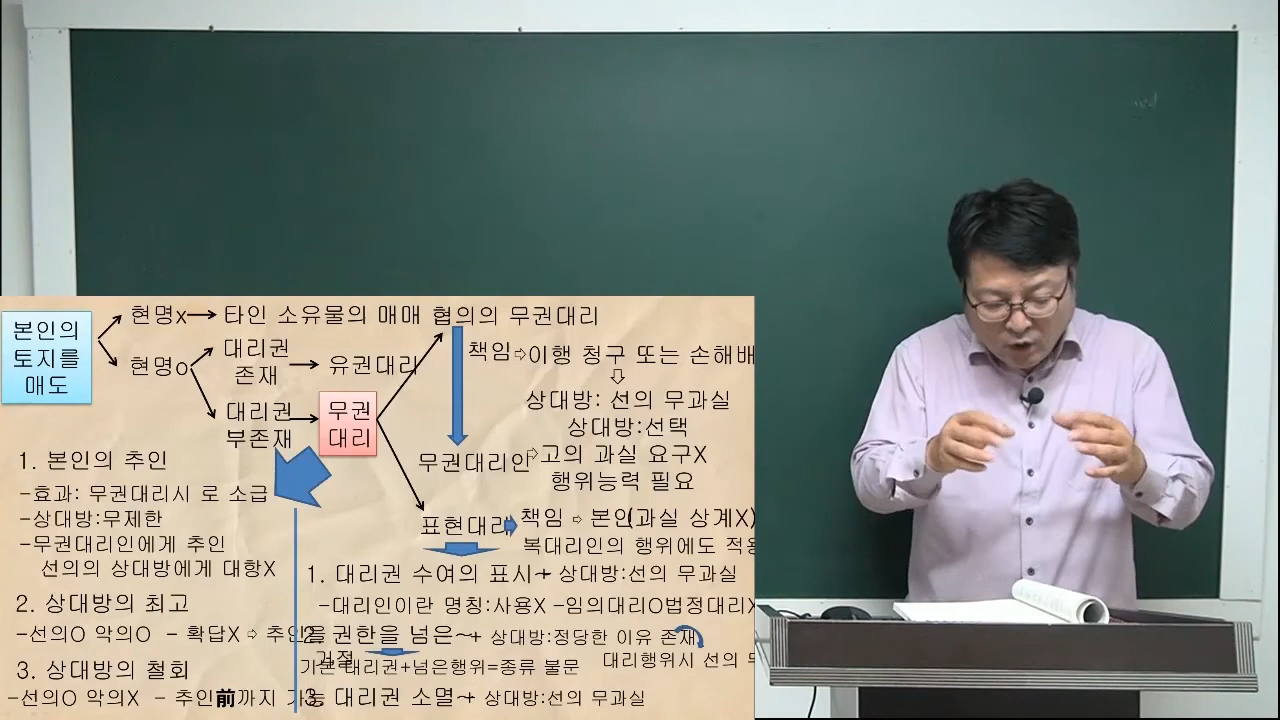 본인의
토지를
매도
현명x
타인 소유물의 매매
현명o
대리권
존재
유권대리
대리권
부존재
무권
대리
협의의 무권대리
책임⇨이행 청구 또는 손해배
상대방: 선의 무과실
상대방:선택
무권대리인⇨고의 과실 요구X
행위능력 필요
표현대리
책임 ⇨ 본인(과실 상계X)
복대리인의 행위에도 적용
1. 본인의 추인
-효과: 무권대리시 로 소급
-상대방:무제한
-무권대리인에게 추인
선의의 상대방에게 대항X
2. 상대방의 최고
-선의O 악의O - 확답X ⇨ 추인을
거절
3. 상대방의 철회
-선의O 악의X - 추인前까지 가능
1. 대리권 수여의 표시+ 상대방:선의 무과실
-대리인이란 명칭:사용X -임의대리O법정대리X
2. 권한을 넘은~+ 상대방:정당한 이유 존재
기본 대리권+넘은행위=종류 불문
대리행위시 선의
3. 대리권 소멸+ 상대방:선의 무과실